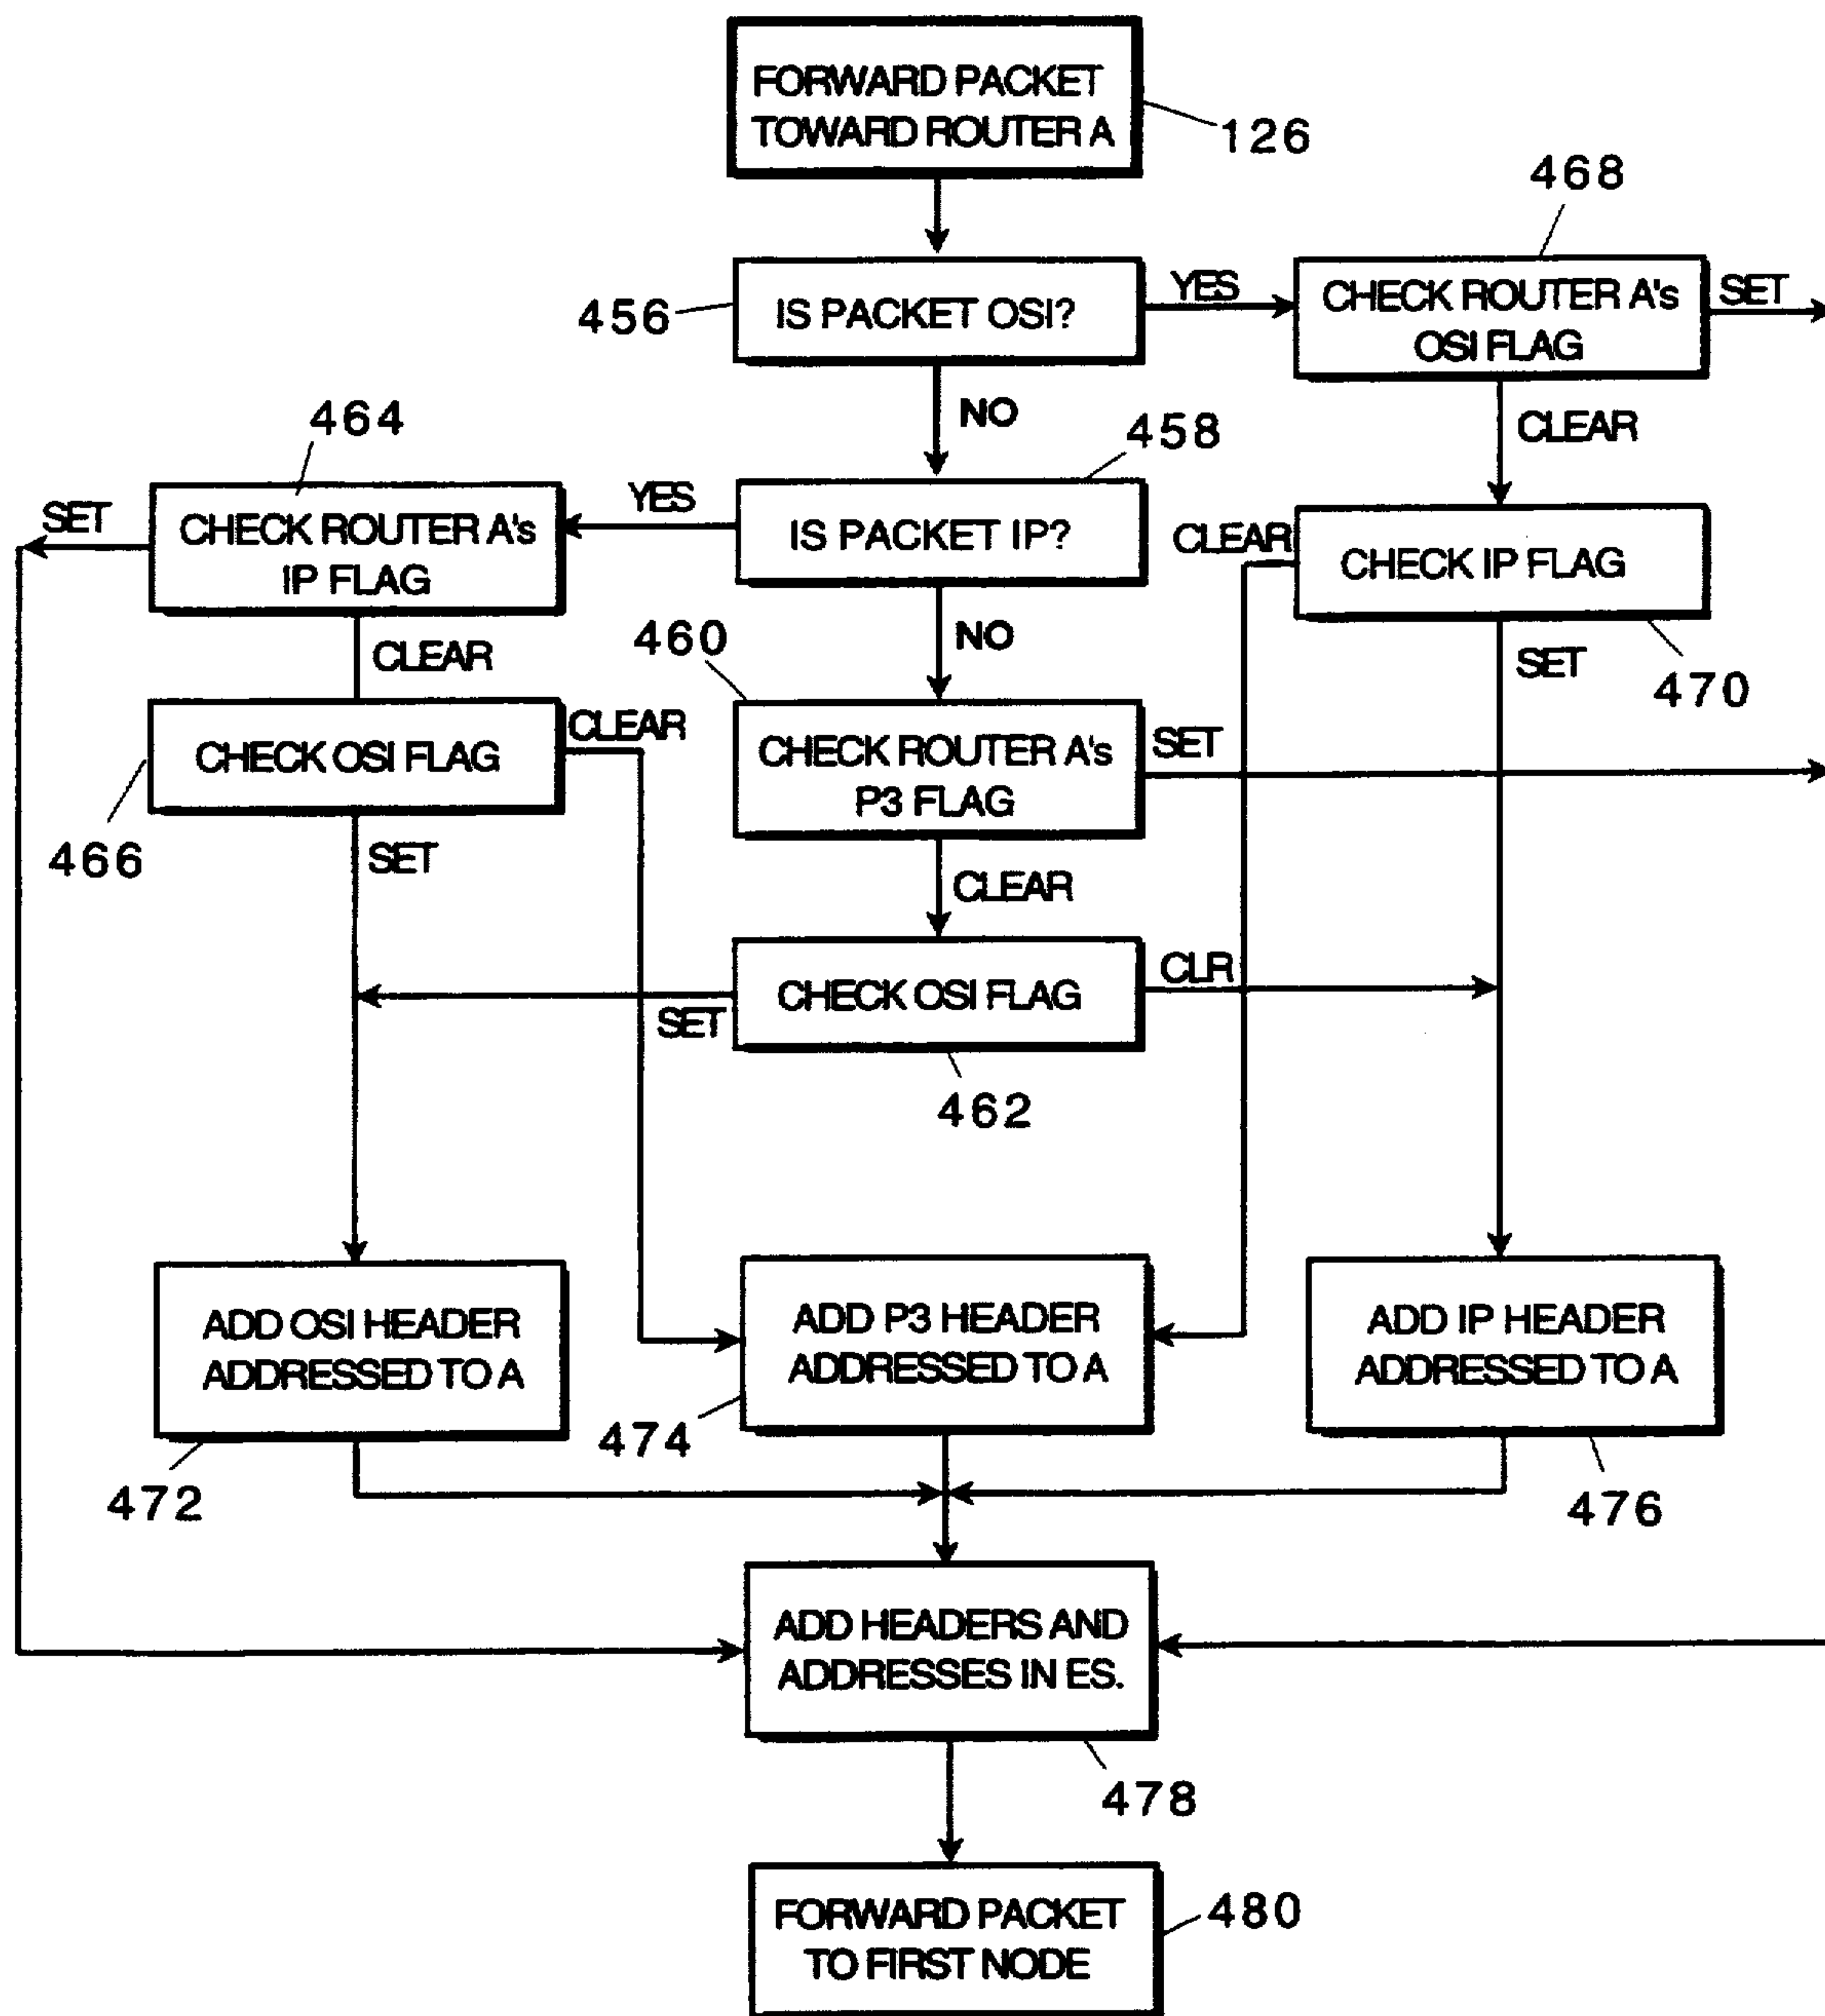 FORWARD PACKET
TOWARD ROUTER A
126
468
456
IS PACKET OSI?
YES
CHECK ROUTER A's
OSI FLAG
SET
NO
CLEAR
464
458
SET
CHECK ROUTER A's
IP FLAG
YES
IS PACKET IP?
CLEAR
CHECK IP FLAG
470
CLEAR
460
NO
SET
466
CHECK OSI FLAG
CLEAR
CHECK ROUTER A's
P3 FLAG
SET
SET
CLEAR
SET
CHECK OSI FLAG
CLR
462
ADD OSI HEADER
ADDRESSED TO A
472
ADD P3 HEADER
ADDRESSED TO A
474
ADD IP HEADER
ADDRESSED TO A
476
ADD HEADERS AND
ADDRESSES IN ES.
478
FORWARD PACKET
TO FIRST NODE
480